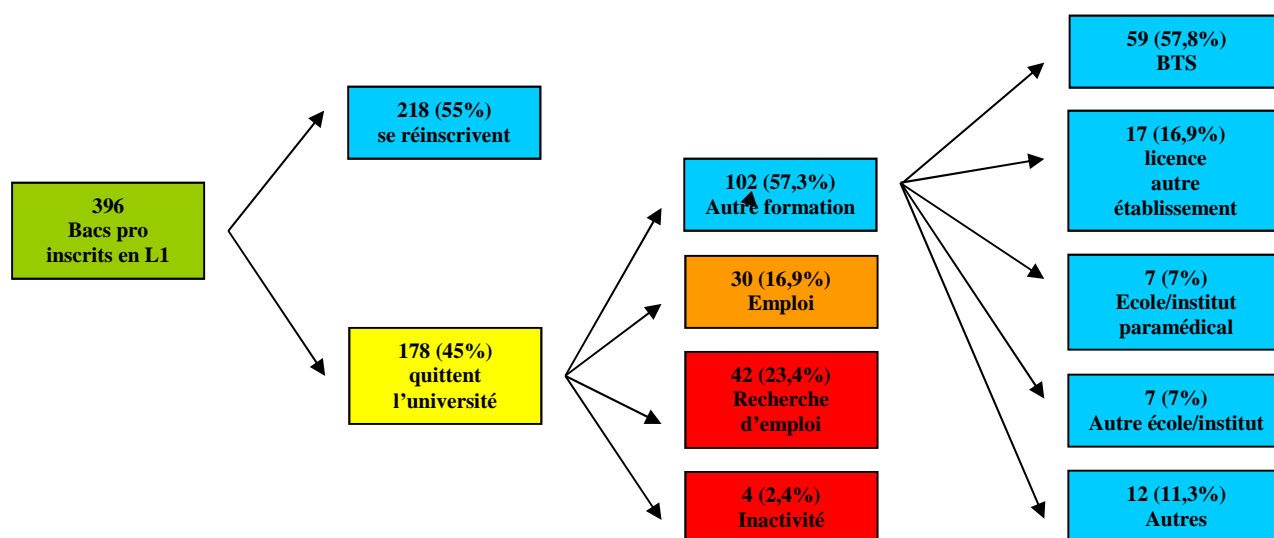 396
Bacs pro
inscrits en L1
218 (55%)
se réinscrivent
178 (45%)
quittent
l’université
102 (57,3%)
Autre formation
30 (16,9%)
Emploi
42 (23,4%)
Recherche
d’emploi
4 (2,4%)
Inactivité
59 (57,8%)
BTS
17 (16,9%)
licence
autre
établissement
7 (7%)
Ecole/institut
paramédical
7 (7%)
Autre école/institut
12 (11,3%)
Autres